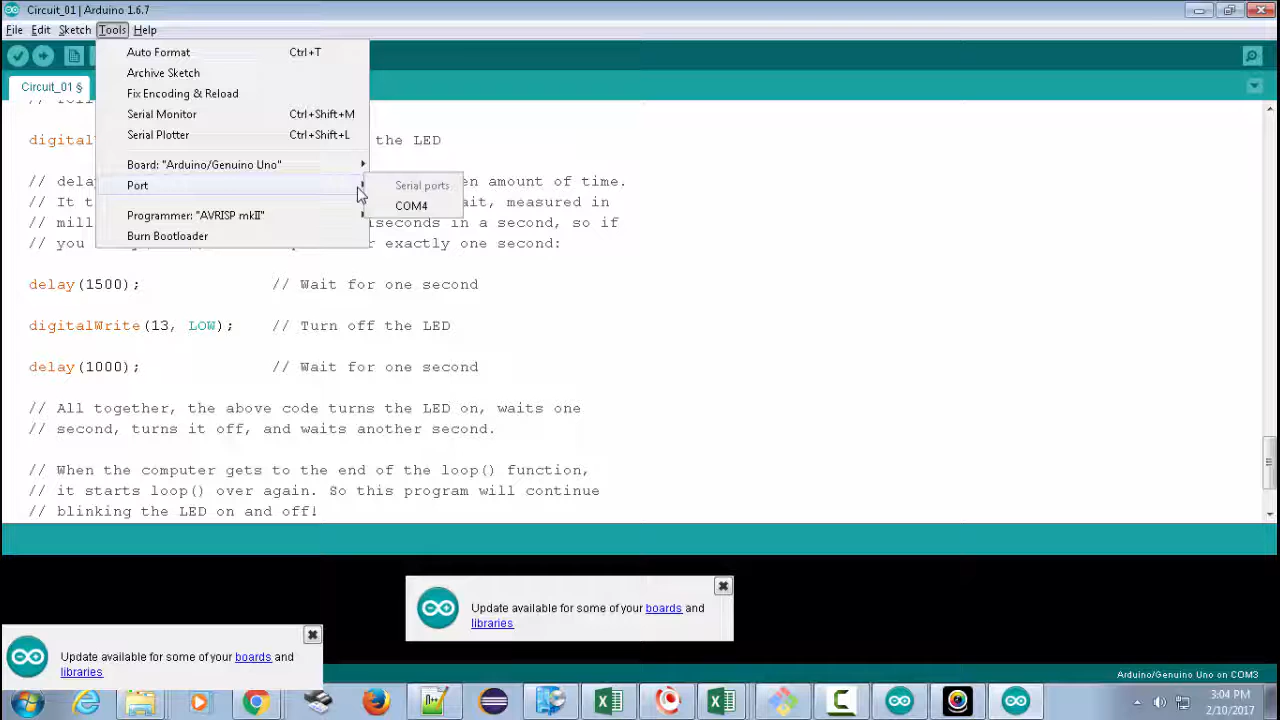 Circuit_01 | Arduino 1.6.7
File Edit Sketch Tools Help
Auto Format Ctrl+T
Archive Sketch
Fix Encoding & Reload
Serial Monitor Ctrl+Shift+M
Serial Plotter Ctrl+Shift+L
Board: "Arduino/Genuino Uno"
Port
Programmer: "AVRISP mkII"
Burn Bootloader
Serial ports
COM4
Circuit_01 §
digital the LED
// dela en amount of time.
// It t ait, measured in
// mill iseconds in a second, so if
// you r exactly one second:
delay(1500); // Wait for one second
digitalWrite(13, LOW); // Turn off the LED
delay(1000); // Wait for one second
// All together, the above code turns the LED on, waits one
// second, turns it off, and waits another second.
// When the computer gets to the end of the loop() function,
// it starts loop() over again. So this program will continue
// blinking the LED on and off!
Update available for some of your boards and
libraries
Update available for some of your boards and
libraries
Arduino/Genuino Uno on COM3
3:04 PM
2/10/2017